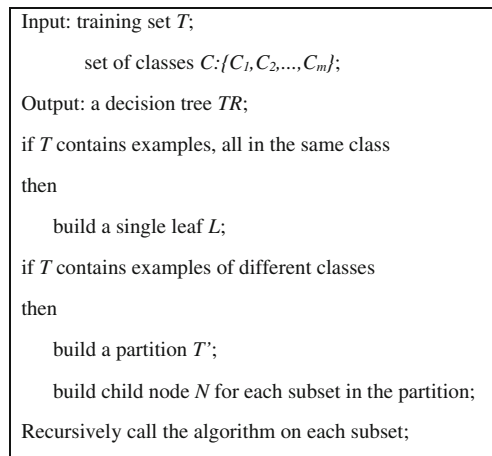 Input: training set T;
set of classes C:{C1,C2,...,Cm};
Output: a decision tree TR;
if T contains examples, all in the same class
then
build a single leaf L;
if T contains examples of different classes
then
build a partition T’;
build child node N for each subset in the partition;
Recursively call the algorithm on each subset;